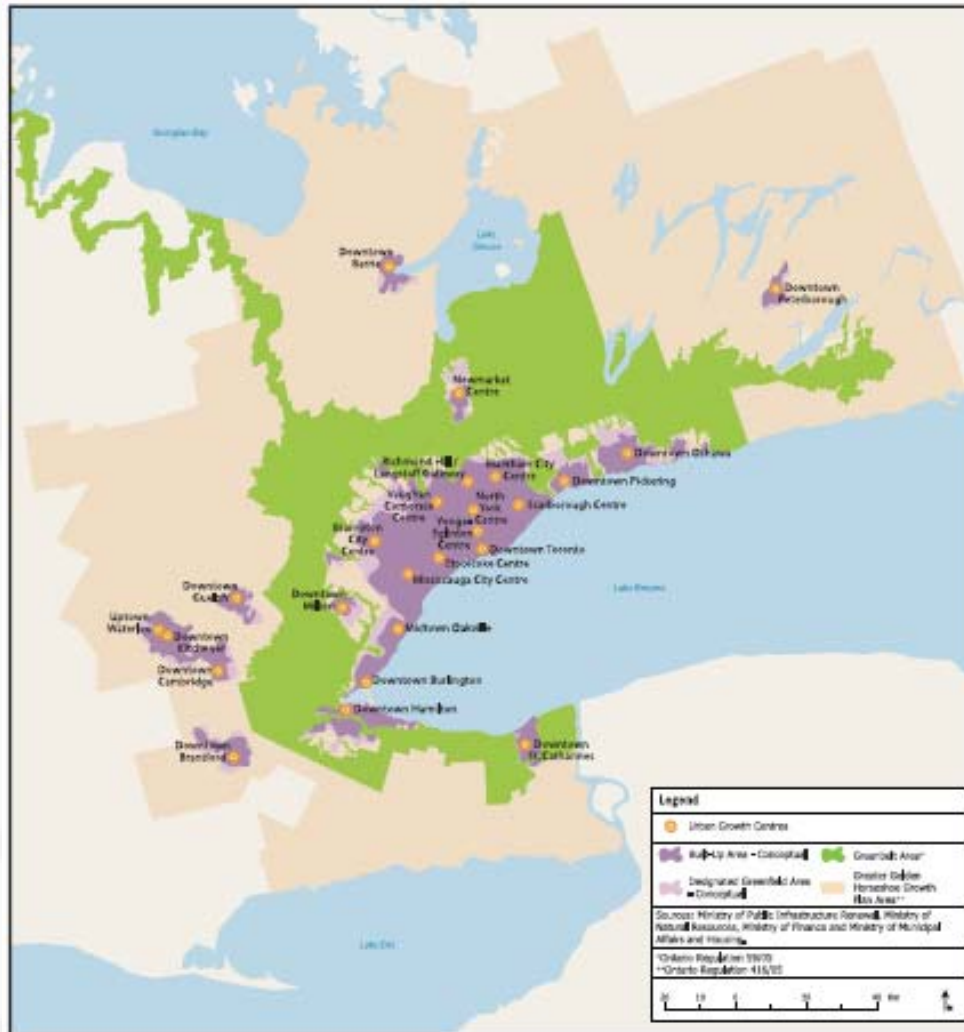 Georgian Bay
Lake
Simcoe
Downtown
Barrie
Downtown
Peterborough
Newmarket
Centre
Downtown Oshawa
Richmond Hill/
Langstaff Gateway
Markham City
Centre
Downtown Pickering
Vaughan
Corporate
Centre
North
York
Centre
Scarborough Centre
Yonge-
Eglinton
Centre
Brampton
City
Centre
Downtown Toronto
Etobicoke Centre
Mississauga City Centre
Lake Ontario
Downtown
Guelph
Downtown
Milton
Uptown
Waterloo
Downtown
Kitchener
Midtown Oakville
Downtown
Cambridge
Downtown Burlington
Downtown Hamilton
Downtown
Brantford
Downtown
St. Catharines
Lake Erie
Legend
Urban Growth Centres
Built-Up Area - Conceptual
Greenbelt Area*
Designated Greenfield Area
- Conceptual
Greater Golden
Horseshoe Growth
Plan Area**
Sources: Ministry of Public Infrastructure Renewal, Ministry of
Natural Resources, Ministry of Finance and Ministry of Municipal
Affairs and Housing.
*Ontario Regulation 59/05
**Ontario Regulation 416/05
20 10 0 20 40 Km